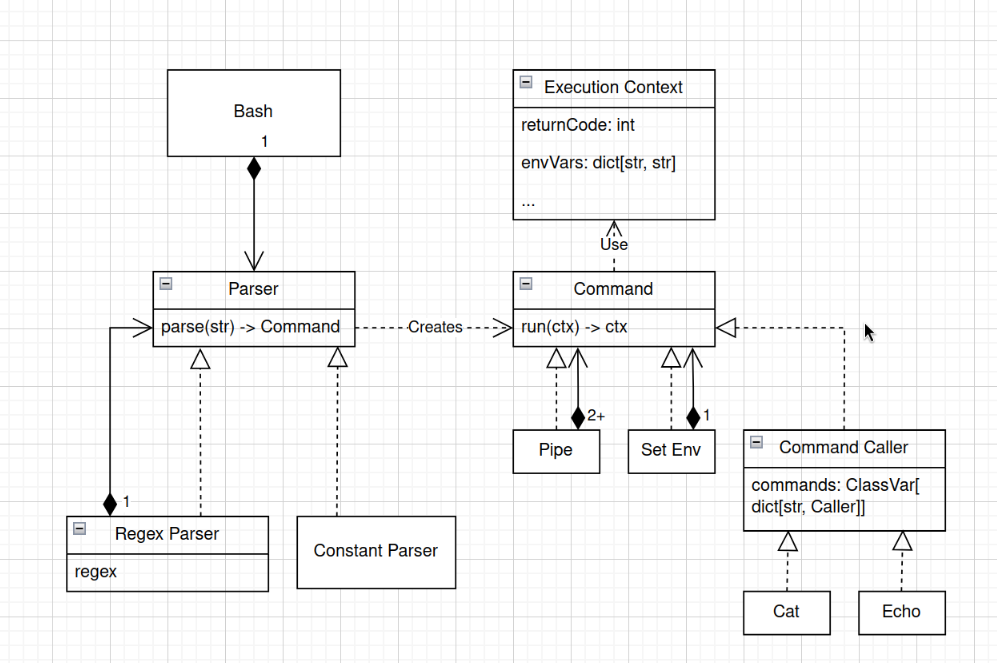 Bash
1
Execution Context
returnCode: int
envVars: dict[str, str]
...
Use
Parser
parse(str) -> Command
Creates
Command
run(ctx) -> ctx
2+
1
Pipe
Set Env
Command Caller
commands: ClassVar[
dict[str, Caller]]
1
Regex Parser
regex
Constant Parser
Cat
Echo